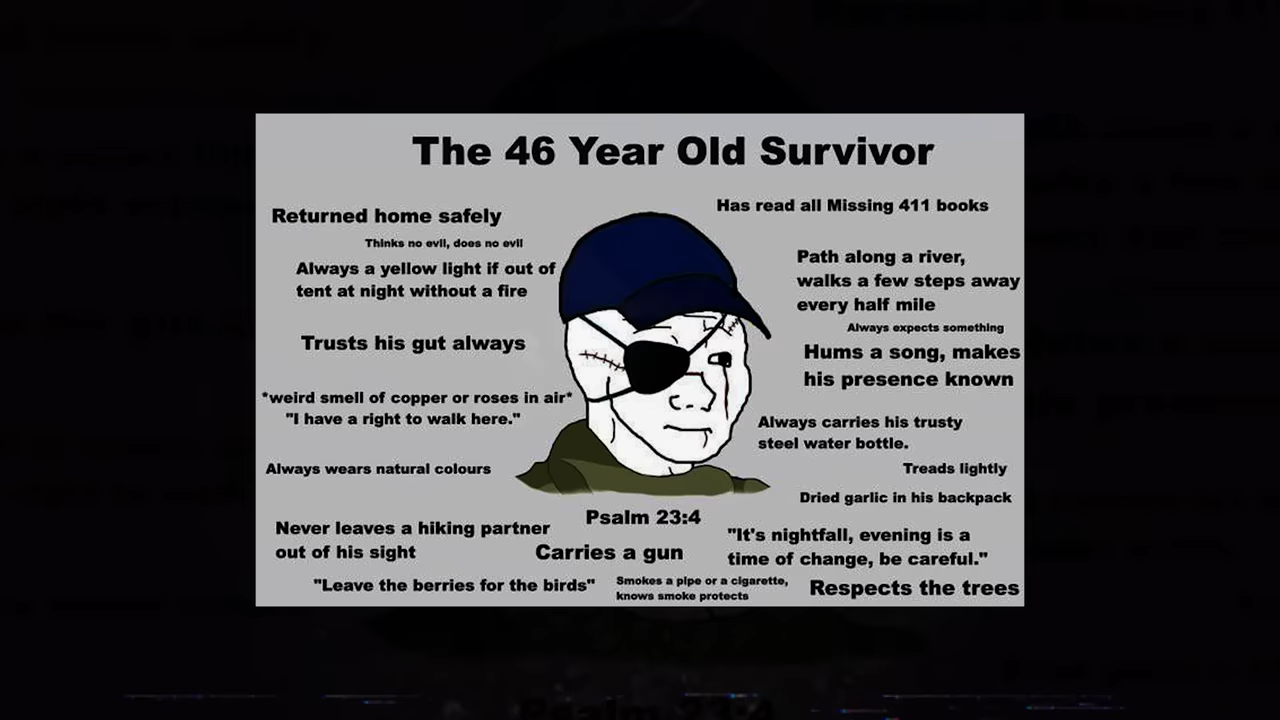 The 46 Year Old Survivor
Returned home safely
Thinks no evil, does no evil
Always a yellow light if out of
tent at night without a fire
Trusts his gut always
*weird smell of copper or roses in air*
"I have a right to walk here."
Always wears natural colours
Never leaves a hiking partner
out of his sight
"Leave the berries for the birds"
Psalm 23:4
Carries a gun
Smokes a pipe or a cigarette,
knows smoke protects
Has read all Missing 411 books
Path along a river,
walks a few steps away
every half mile
Always expects something
Hums a song, makes
his presence known
Always carries his trusty
steel water bottle.
Treads lightly
Dried garlic in his backpack
"It's nightfall, evening is a
time of change, be careful."
Respects the trees